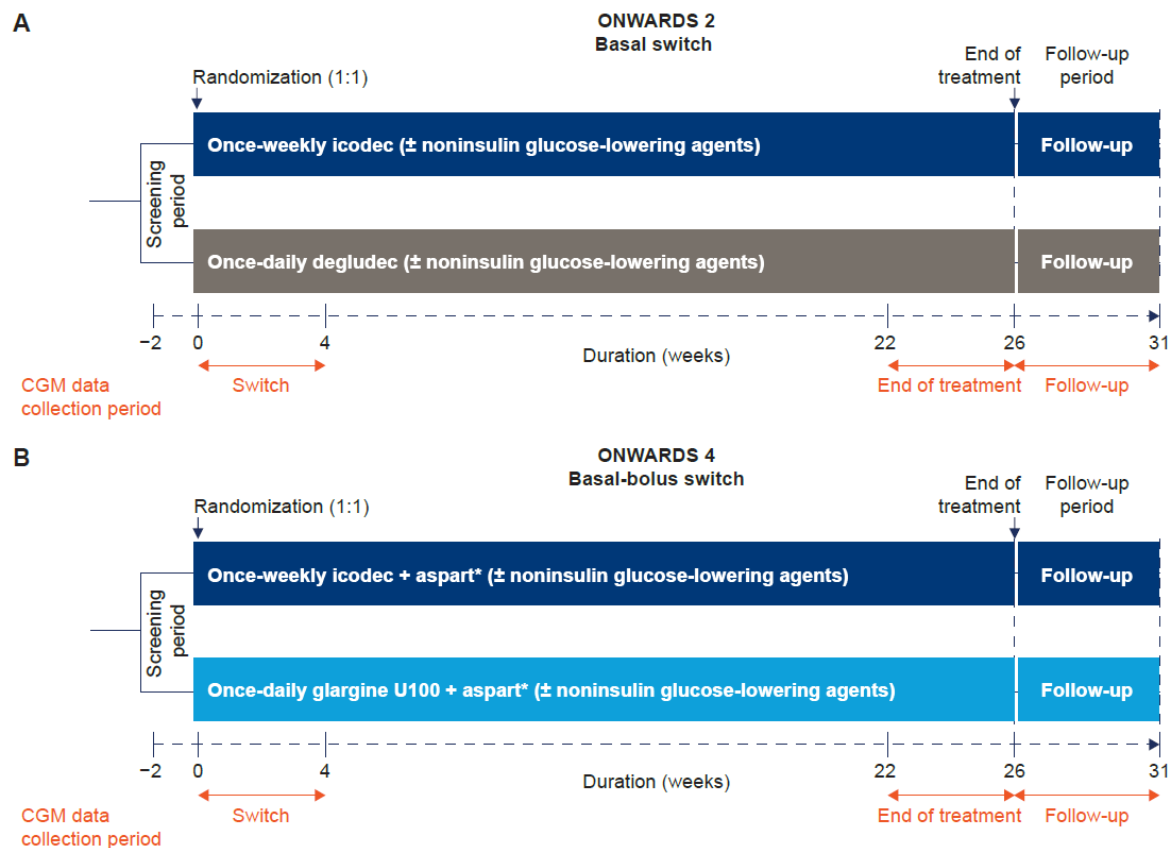 A
ONWARDS 2
Basal switch
Randomization (1:1)
End of
treatment
Follow-up
period
Screening
period
Once-weekly icodec (± noninsulin glucose-lowering agents)
Follow-up
Once-daily degludec (± noninsulin glucose-lowering agents)
Follow-up
−2
0
4
Duration (weeks)
22
26
31
CGM data
collection period
Switch
End of treatment
Follow-up
B
ONWARDS 4
Basal-bolus switch
Randomization (1:1)
End of
treatment
Follow-up
period
Screening
period
Once-weekly icodec + aspart* (± noninsulin glucose-lowering agents)
Follow-up
Once-daily glargine U100 + aspart* (± noninsulin glucose-lowering agents)
Follow-up
−2
0
4
Duration (weeks)
22
26
31
CGM data
collection period
Switch
End of treatment
Follow-up